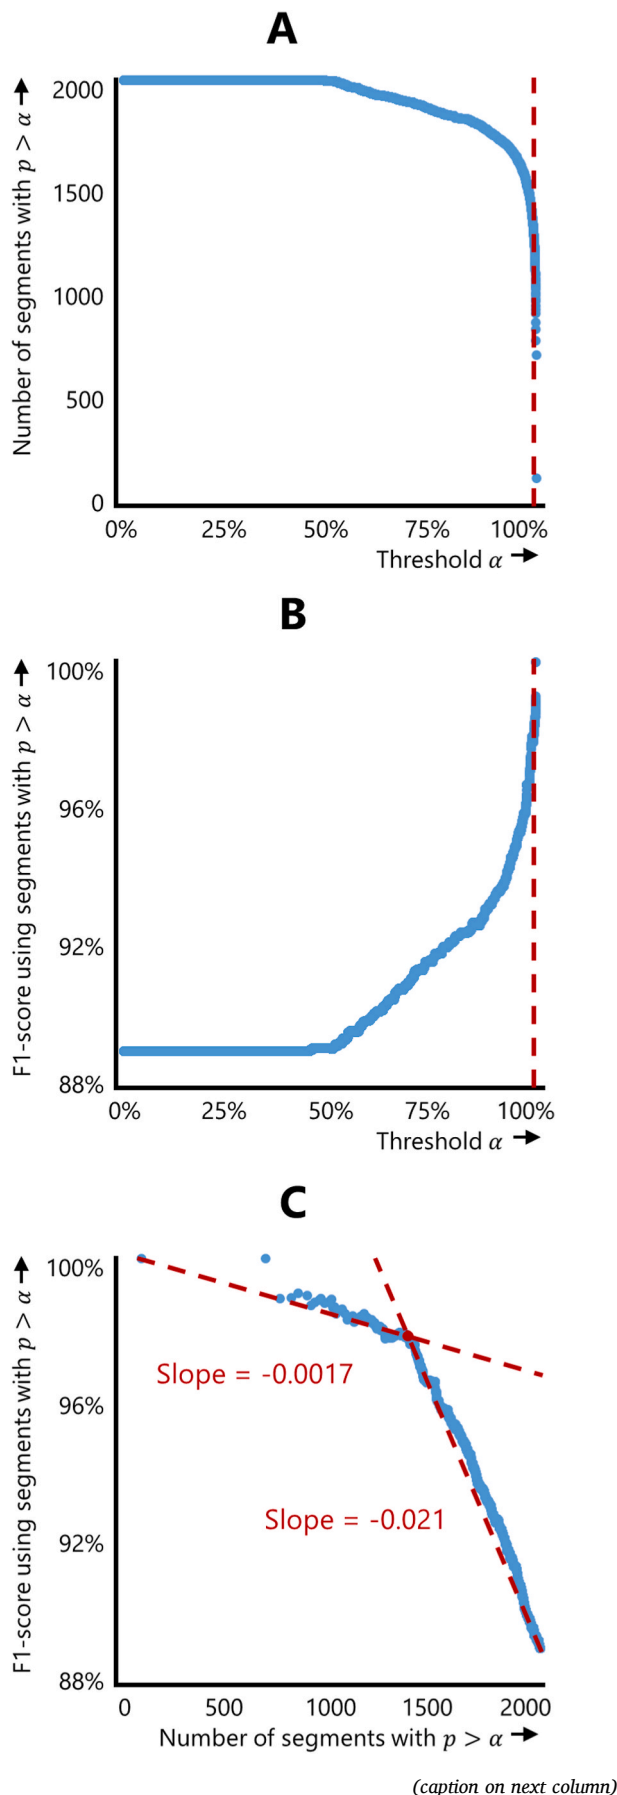 A
Number of segments with p > α →
2000
1500
1000
500
0
0% 25% 50% 75% 100%
Threshold α →
B
F1-score using segments with p > α →
100%
96%
92%
88%
0% 25% 50% 75% 100%
Threshold α →
C
F1-score using segments with p > α →
100%
96%
92%
88%
Slope = -0.0017
Slope = -0.021
0 500 1000 1500 2000
Number of segments with p > α →
(caption on next column)